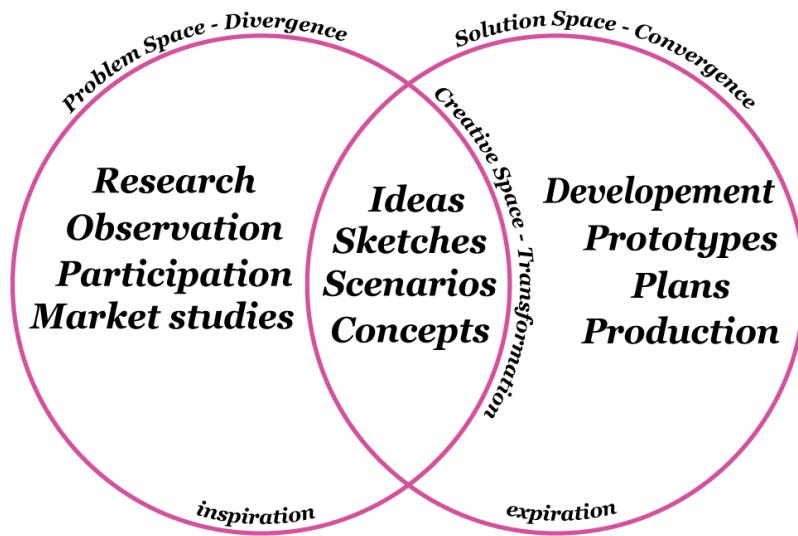 Problem Space - Divergence
Solution Space - Convergence
Creative Space - Transformation
Research
Observation
Participation
Market studies
Ideas
Sketches
Scenarios
Concepts
Developement
Prototypes
Plans
Production
inspiration
expiration